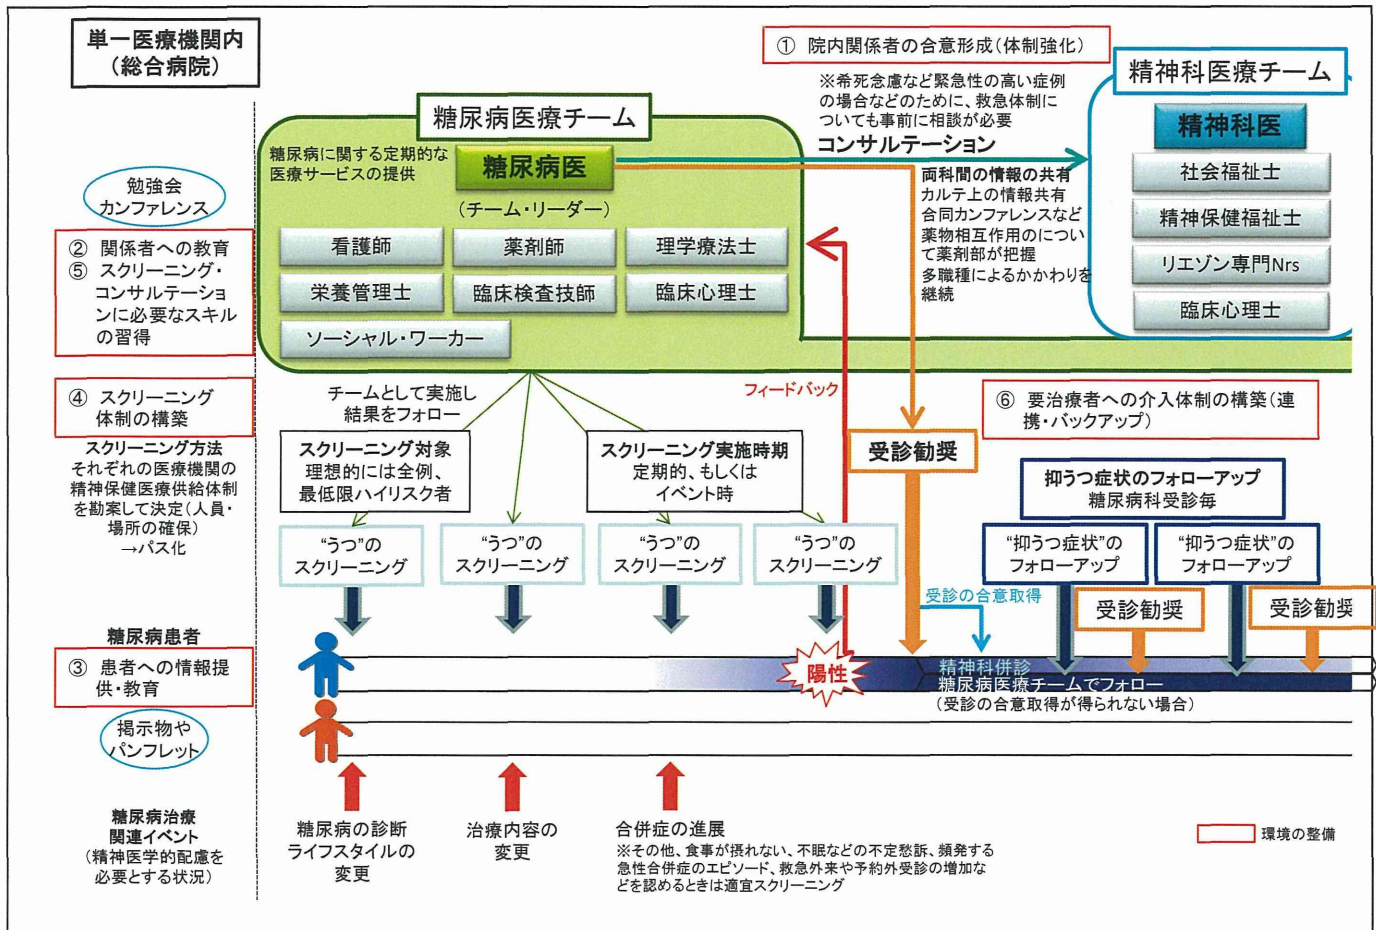 単一医療機関内
(総合病院)
① 院内関係者の合意形成(体制強化)
※希死念慮など緊急性の高い症例
の場合などのために、救急体制に
ついても事前に相談が必要
コンサルテーション
精神科医療チーム
精神科医
社会福祉士
精神保健福祉士
リエゾン専門Nrs
臨床心理士
糖尿病医療チーム
糖尿病に関する定期的な
医療サービスの提供
糖尿病医
(チーム・リーダー)
看護師
薬剤師
理学療法士
栄養管理士
臨床検査技師
臨床心理士
ソーシャル・ワーカー
両科間の情報の共有
カルテ上の情報共有
合同カンファレンスなど
薬物相互作用のについ
て薬剤部が把握
多職種によるかかわりを
継続
勉強会
カンファレンス
② 関係者への教育
⑤ スクリーニング・
コンサルテーショ
ンに必要なスキル
の習得
④ スクリーニング
体制の構築
スクリーニング方法
それぞれの医療機関の
精神保健医療供給体制
を勘案して決定(人員・
場所の確保)
→パス化
チームとして実施し
結果をフォロー
フィードバック
スクリーニング対象
理想的には全例、
最低限ハイリスク者
スクリーニング実施時期
定期的、もしくは
イベント時
受診勧奨
⑥ 要治療者への介入体制の構築(連
携・バックアップ)
抑うつ症状のフォローアップ
糖尿病科受診毎
“うつ”の
スクリーニング
“うつ”の
スクリーニング
“うつ”の
スクリーニング
“うつ”の
スクリーニング
“抑うつ症状”の
フォローアップ
“抑うつ症状”の
フォローアップ
受診の合意取得
受診勧奨
受診勧奨
糖尿病患者
③ 患者への情報提
供・教育
掲示物や
パンフレット
陽性
精神科併診
糖尿病医療チームでフォロー
(受診の合意取得が得られない場合)
糖尿病治療
関連イベント
(精神医学的配慮を
必要とする状況)
糖尿病の診断
ライフスタイルの
変更
治療内容の
変更
合併症の進展
※その他、食事が摂れない、不眠などの不定愁訴、頻発する
急性合併症のエピソード、救急外来や予約外受診の増加な
どを認めるときは適宜スクリーニング
環境の整備